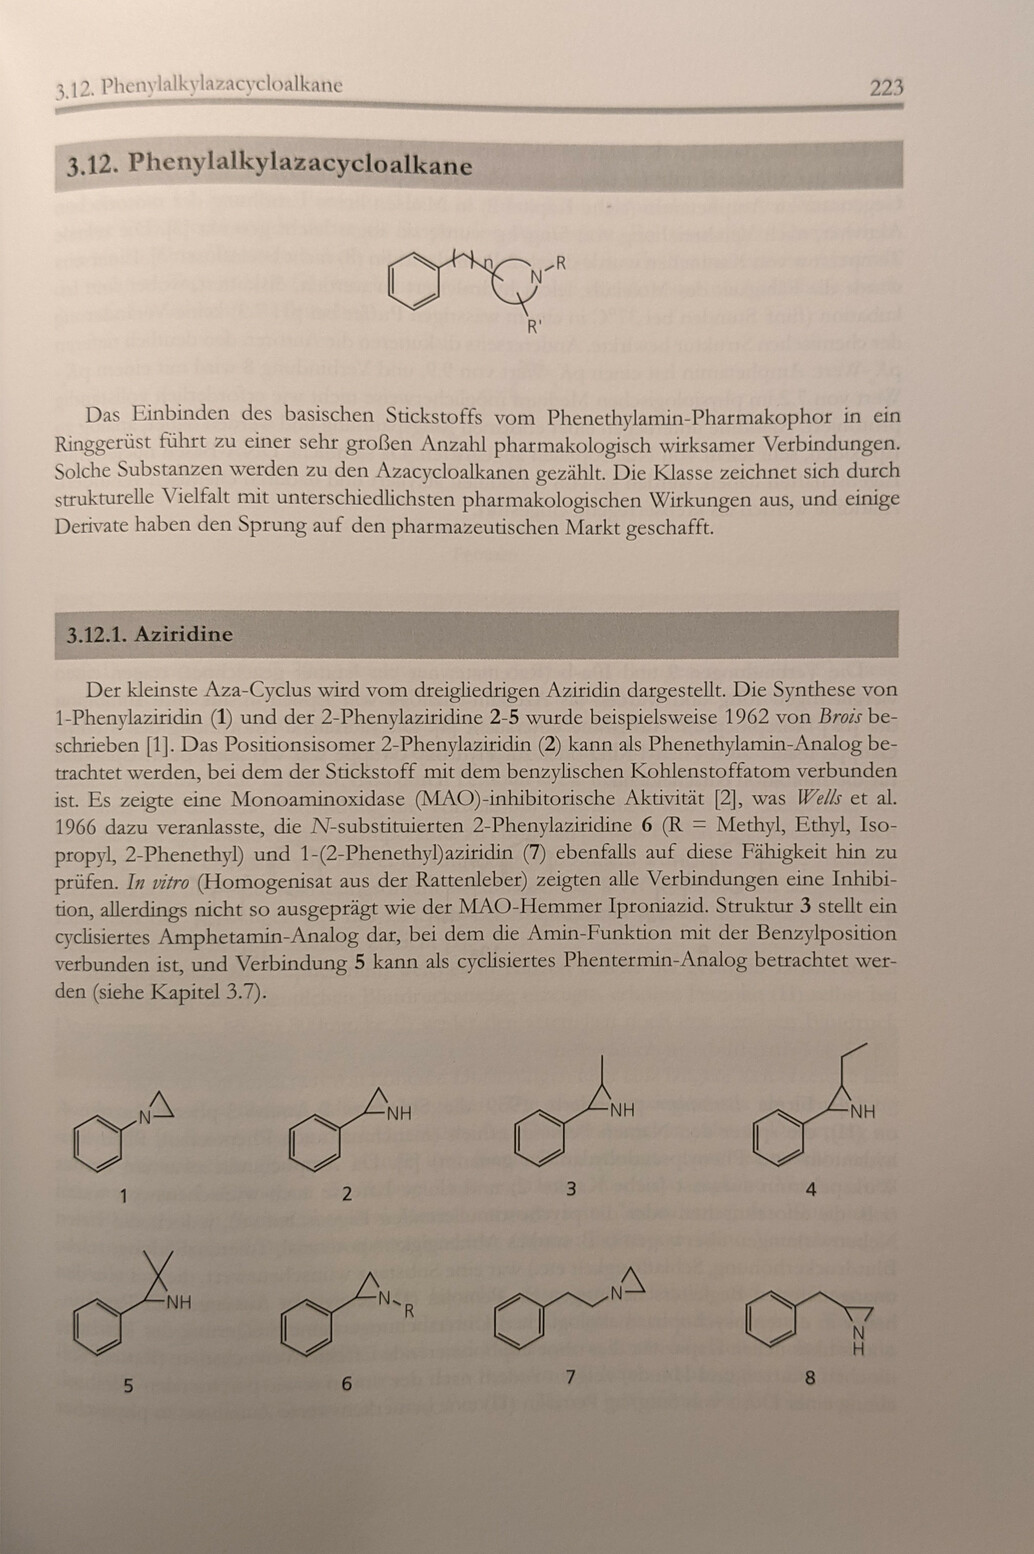 3.12. Phenylalkylazacycloalkane 223
3.12. Phenylalkylazacycloalkane
n
N
R
R'
Das Einbinden des basischen Stickstoffs vom Phenethylamin-Pharmakophor in ein
Ringgerüst führt zu einer sehr großen Anzahl pharmakologisch wirksamer Verbindungen.
Solche Substanzen werden zu den Azacycloalkanen gezählt. Die Klasse zeichnet sich durch
strukturelle Vielfalt mit unterschiedlichsten pharmakologischen Wirkungen aus, und einige
Derivate haben den Sprung auf den pharmazeutischen Markt geschafft.
3.12.1. Aziridine
Der kleinste Aza-Cyclus wird vom dreigliedrigen Aziridin dargestellt. Die Synthese von
1-Phenylaziridin (1) und der 2-Phenylaziridine 2-5 wurde beispielsweise 1962 von Brois be-
schrieben [1]. Das Positionsisomer 2-Phenylaziridin (2) kann als Phenethylamin-Analog be-
trachtet werden, bei dem der Stickstoff mit dem benzylischen Kohlenstoffatom verbunden
ist. Es zeigte eine Monoaminoxidase (MAO)-inhibitorische Aktivität [2], was Wells et al.
1966 dazu veranlasste, die N-substituierten 2-Phenylaziridine 6 (R = Methyl, Ethyl, Iso-
propyl, 2-Phenethyl) und 1-(2-Phenethyl)aziridin (7) ebenfalls auf diese Fähigkeit hin zu
prüfen. In vitro (Homogenisat aus der Rattenleber) zeigten alle Verbindungen eine Inhibi-
tion, allerdings nicht so ausgeprägt wie der MAO-Hemmer Iproniazid. Struktur 3 stellt ein
cyclisiertes Amphetamin-Analog dar, bei dem die Amin-Funktion mit der Benzylposition
verbunden ist, und Verbindung 5 kann als cyclisiertes Phentermin-Analog betrachtet wer-
den (siehe Kapitel 3.7).
N NH NH NH
1 2 3 4
NH N R N N
H
5 6 7 8